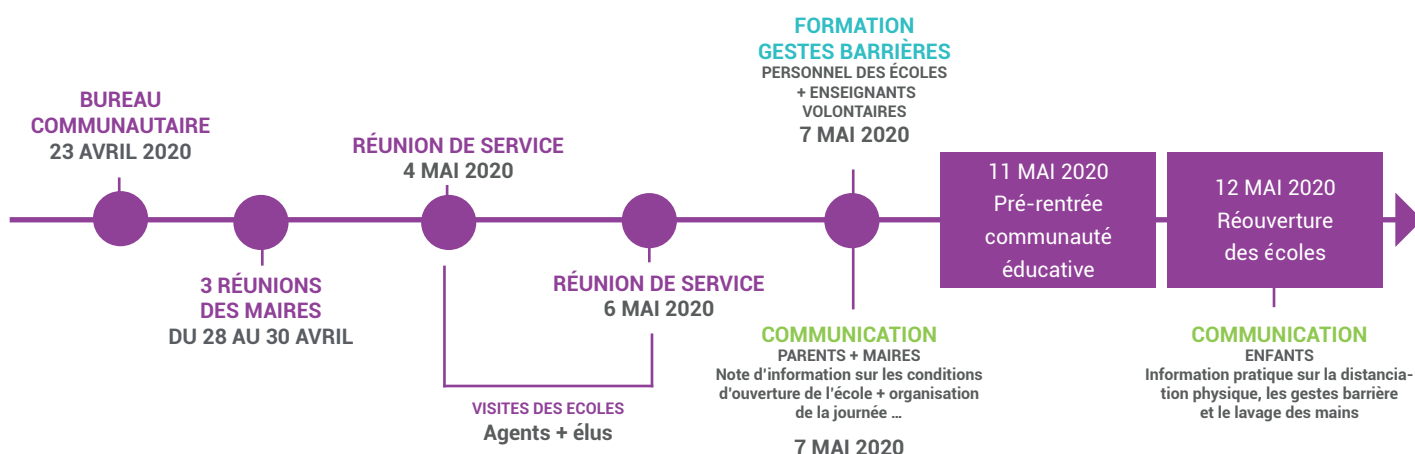 BUREAU
COMMUNAUTAIRE
23 AVRIL 2020
3 RÉUNIONS
DES MAIRES
DU 28 AU 30 AVRIL
RÉUNION DE SERVICE
4 MAI 2020
VISITES DES ECOLES
Agents + élus
RÉUNION DE SERVICE
6 MAI 2020
FORMATION
GESTES BARRIÈRES
PERSONNEL DES ÉCOLES
+ ENSEIGNANTS
VOLONTAIRES
7 MAI 2020
COMMUNICATION
PARENTS + MAIRES
Note d'information sur les conditions
d'ouverture de l'école + organisation
de la journée ...
7 MAI 2020
11 MAI 2020
Pré-rentrée
communauté
éducative
12 MAI 2020
Réouverture
des écoles
COMMUNICATION
ENFANTS
Information pratique sur la distancia-
tion physique, les gestes barrière
et le lavage des mains